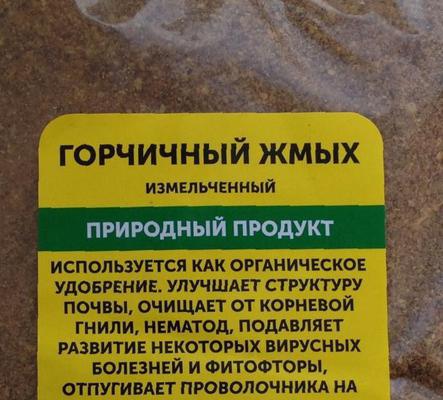 ГОРЧИЧНЫЙ ЖМЫХ
ИЗМЕЛЬЧЕННЫЙ
ПРИРОДНЫЙ ПРОДУКТ
ИСПОЛЬЗУЕТСЯ КАК ОРГАНИЧЕСКОЕ
УДОБРЕНИЕ. УЛУЧШАЕТ СТРУКТУРУ
ПОЧВЫ, ОЧИЩАЕТ ОТ КОРНЕВОЙ
ГНИЛИ, НЕМАТОД, ПОДАВЛЯЕТ
РАЗВИТИЕ НЕКОТОРЫХ ВИРУСНЫХ
БОЛЕЗНЕЙ И ФИТОФТОРЫ,
ОТПУГИВАЕТ ПРОВОЛОЧНИКА НА